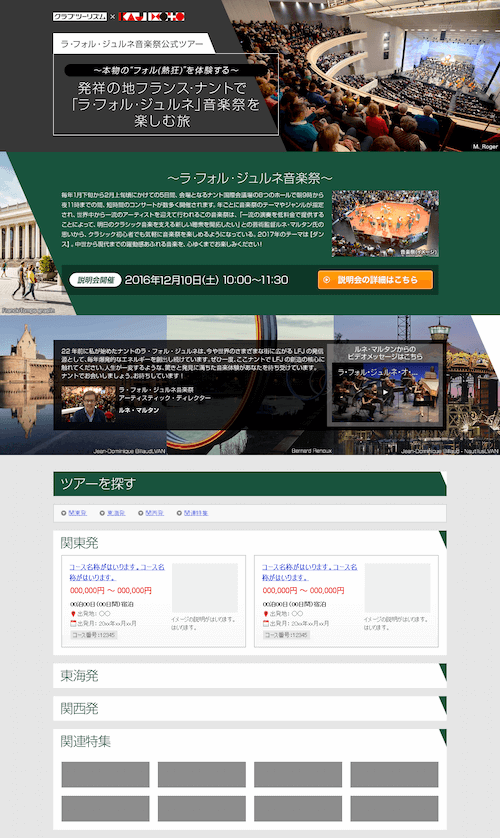 クラブツーリズム × KAJIMOTO
ラ・フォル・ジュルネ音楽祭公式ツアー
～本物の“フォル(熱狂)”を体験する～
発祥の地フランス・ナントで
「ラ・フォル・ジュルネ」音楽祭を
楽しむ旅
M_Roger
～ラ・フォル・ジュルネ音楽祭～
毎年1月下旬から2月上旬頃にかけての5日間、会場となるナント国際会議場の8つのホールで朝9時から
夜11時までの間、短時間のコンサートが数多く開催されます。年ごとに音楽祭のテーマやジャンルが設定
され、世界中から一流のアーティストを迎えて行われるこの音楽祭は、「一流の演奏を低料金で提供する
ことによって、明日のクラシック音楽を支える新しい聴衆を開拓したい」との芸術監督ルネ・マルタン氏の
思いから、クラシック初心者でも気軽に音楽祭を楽しめるようになっている。2017年のテーマは【ダン
ス】。中世から現代までの躍動感あふれる音楽を、心ゆくまでお楽しみください！
音楽祭(イメージ)
説明会開催 2016年12月10日(土) 10:00～11:30
説明会の詳細はこちら
22年前に私が始めたナントのラ・フォル・ジュルネは、今や世界のさまざまな街に広がるLFJの発信
源として、毎年爆発的なエネルギーを創出し続けています。ぜひ一度、ここナントでLFJの創造の核心に
触れてください。人生が一変するような、驚きと発見に満ちた音楽体験があなたを待ち受けています。
ナントでお会いしましょう。お待ちしています！
ラ・フォル・ジュルネ音楽祭
アーティスティック・ディレクター
ルネ・マルタン
ルネ・マルタンからの
ビデオメッセージはこちら
ラ・フォル・ジュルネ・オ・...
Jean-Dominique Billaud/LVAN
Bernard Renoux
Jean-Dominique Billaud - Nautilus/LVAN
ツアーを探す
関東発
東海発
関西発
関連特集
関東発
コース名称がはいります。コース名
称がはいります。
000,000円 ～ 000,000円
00泊00日（00日間）宿泊
出発地：○○
出発月：20xx年xx月xx月
コース番号：12345
イメージの説明がはいります。
はいります。
コース名称がはいります。コース名
称がはいります。
000,000円 ～ 000,000円
00泊00日（00日間）宿泊
出発地：○○
出発月：20xx年xx月xx月
コース番号：12345
イメージの説明がはいります。
はいります。
東海発
関西発
関連特集